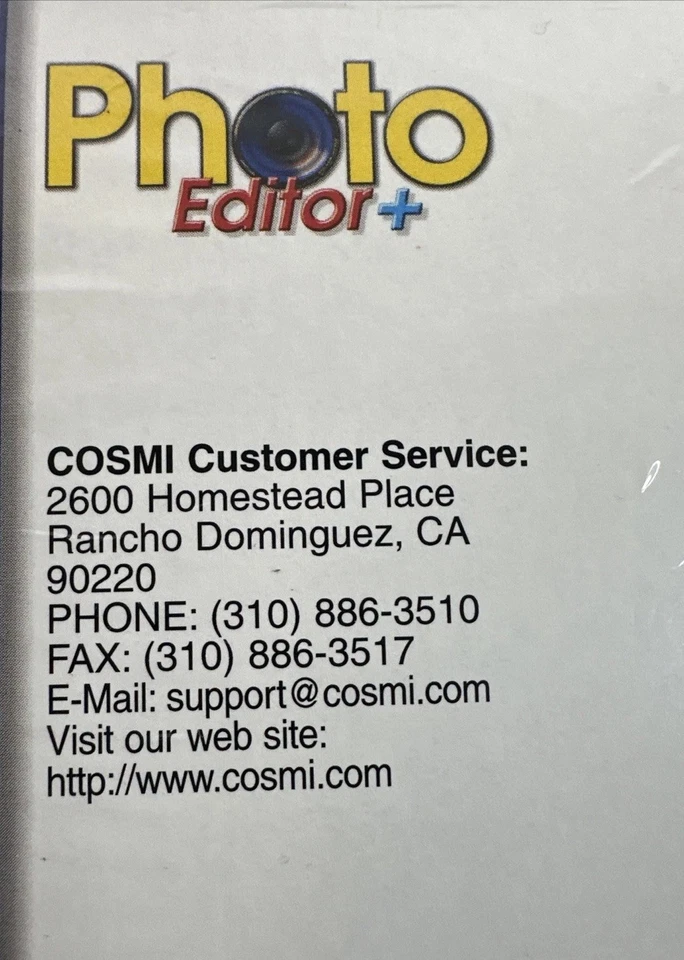 Photo
Editor+
COSMI Customer Service:
2600 Homestead Place
Rancho Dominguez, CA
90220
PHONE: (310) 886-3510
FAX: (310) 886-3517
E-Mail: support@cosmi.com
Visit our web site:
http://www.cosmi.com